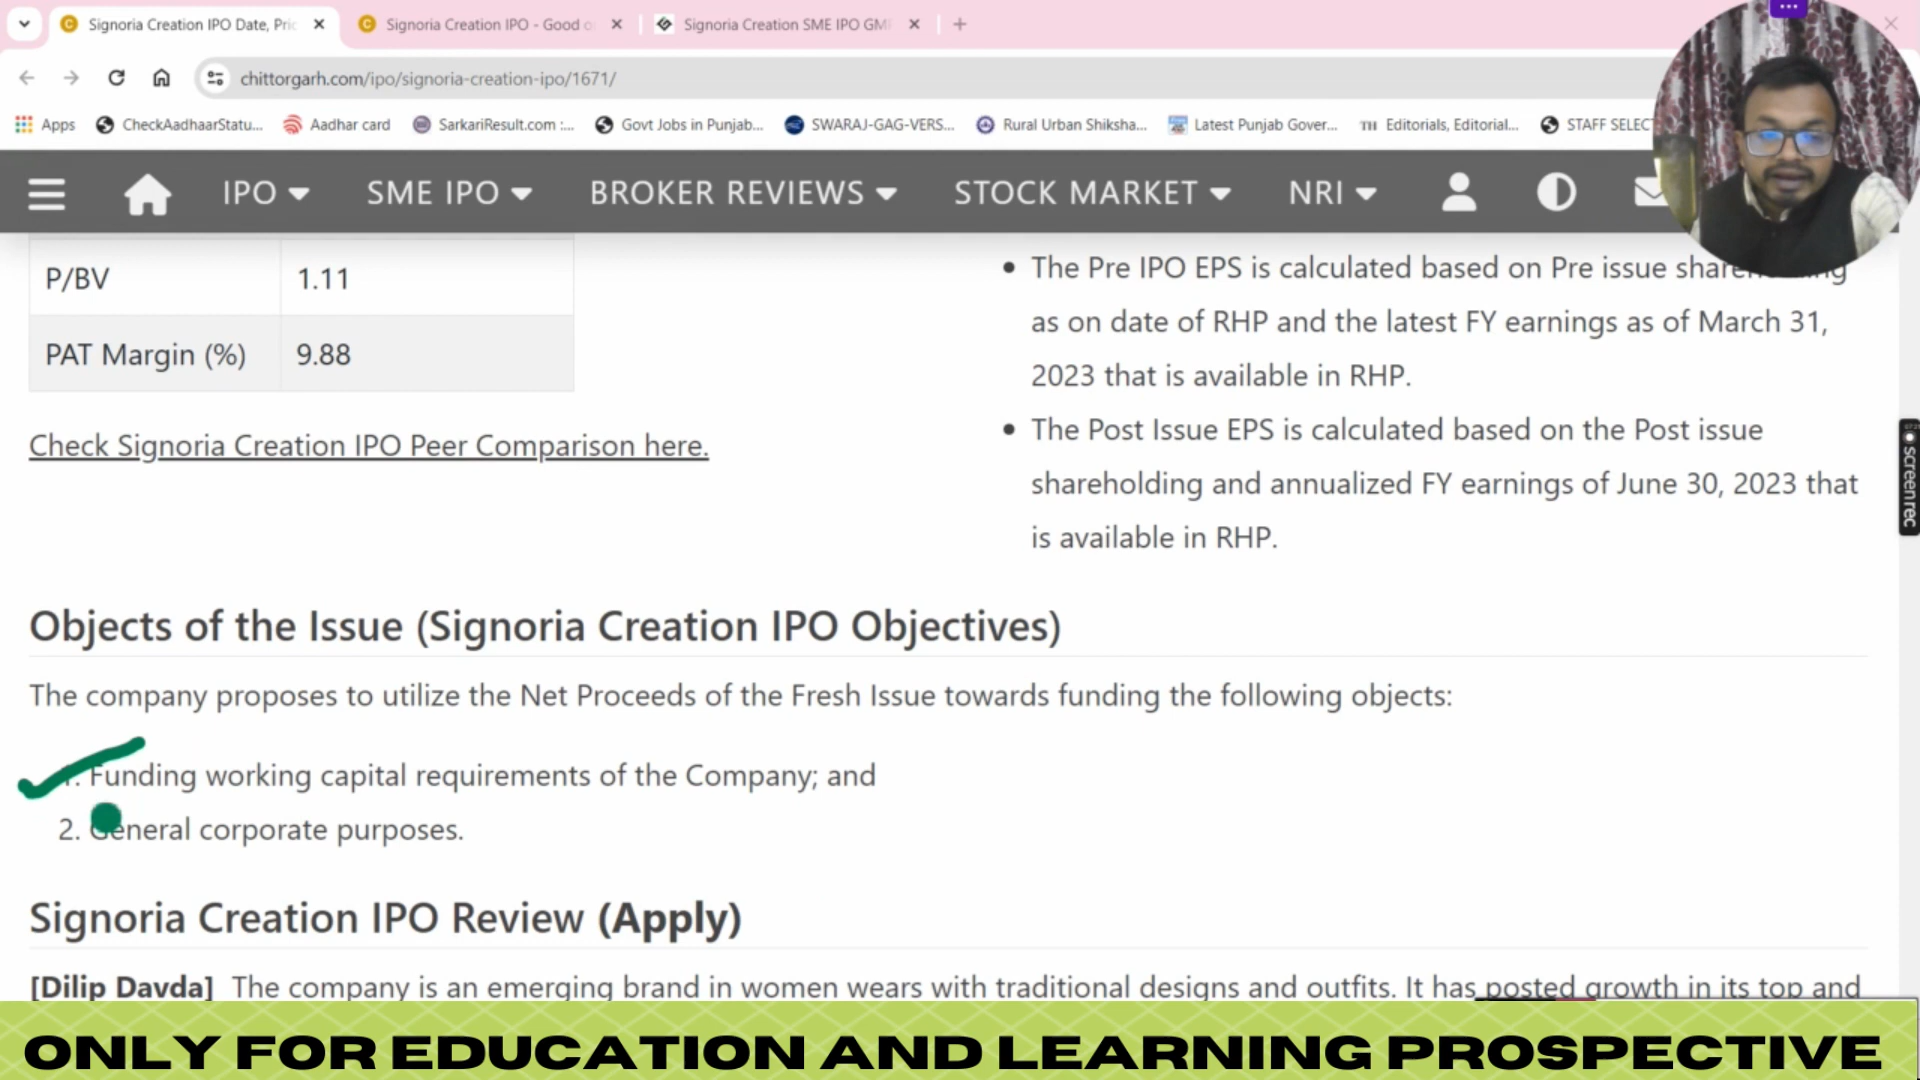 Signoria Creation IPO Date, Pric
Signoria Creation IPO - Good o
Signoria Creation SME IPO GM
chittorgarh.com/ipo/signoria-creation-ipo/1671/
Apps
CheckAadhaarStatu...
Aadhar card
SarkariResult.com :...
Govt Jobs in Punjab...
SWARAJ-GAG-VERS...
Rural Urban Shiksha...
Latest Punjab Gover...
Editorials, Editorial...
STAFF SELECT
IPO
SME IPO
BROKER REVIEWS
STOCK MARKET
NRI
P/BV 1.11
PAT Margin (%) 9.88
Check Signoria Creation IPO Peer Comparison here.
The Pre IPO EPS is calculated based on Pre issue shareholding
as on date of RHP and the latest FY earnings as of March 31,
2023 that is available in RHP.
The Post Issue EPS is calculated based on the Post issue
shareholding and annualized FY earnings of June 30, 2023 that
is available in RHP.
screenrec
Objects of the Issue (Signoria Creation IPO Objectives)
The company proposes to utilize the Net Proceeds of the Fresh Issue towards funding the following objects:
1. Funding working capital requirements of the Company; and
2. General corporate purposes.
Signoria Creation IPO Review (Apply)
[Dilip Davda] The company is an emerging brand in women wears with traditional designs and outfits. It has posted growth in its top and
ONLY FOR EDUCATION AND LEARNING PROSPECTIVE